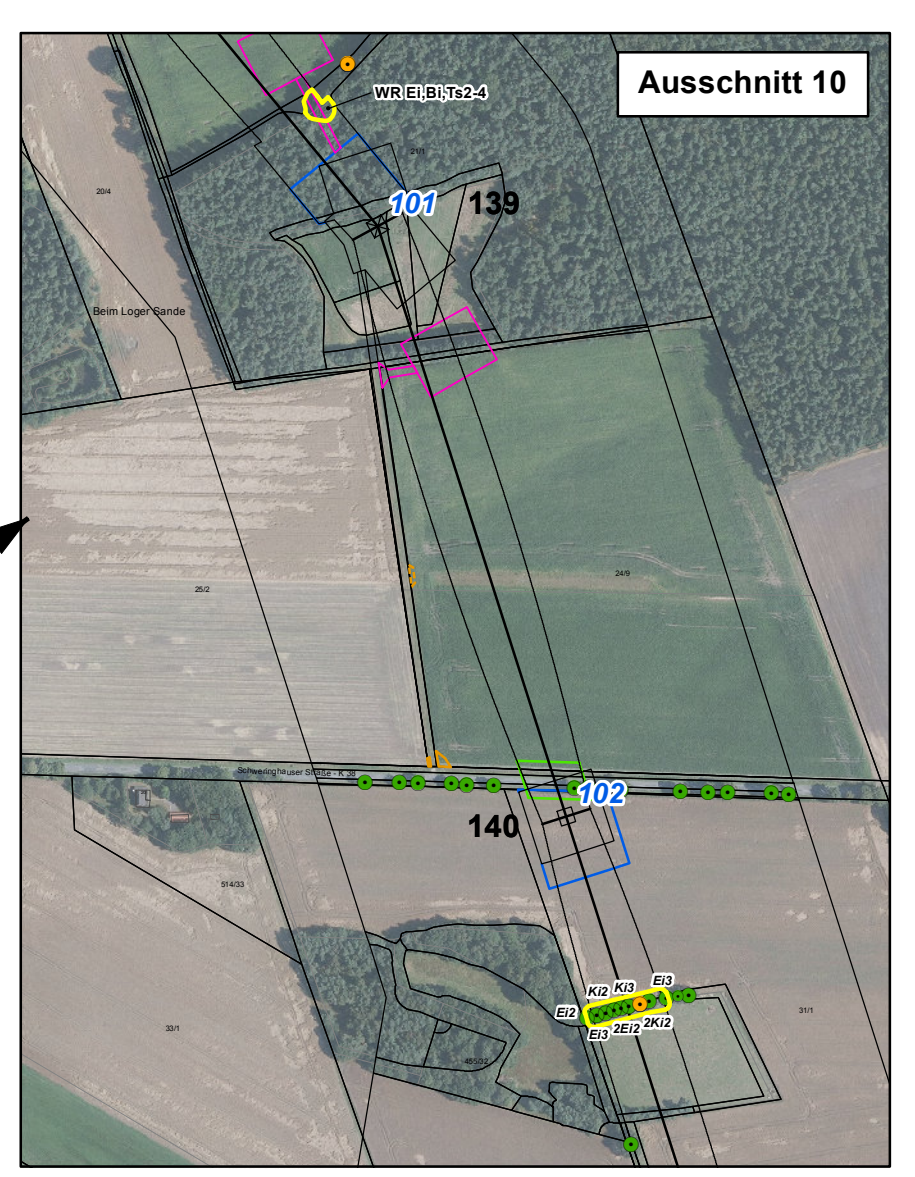 Ausschnitt 10
WR Ei,Bi,Ts2-4
21/1
20/4
101
139
Beim Loger Sande
24/9
25/2
Schweringhauser Straße - K 38
102
140
514/33
Ki2 Ki3 Ei3
Ei2
Ei3 2Ei2 2Ki2
31/1
33/1
455/32